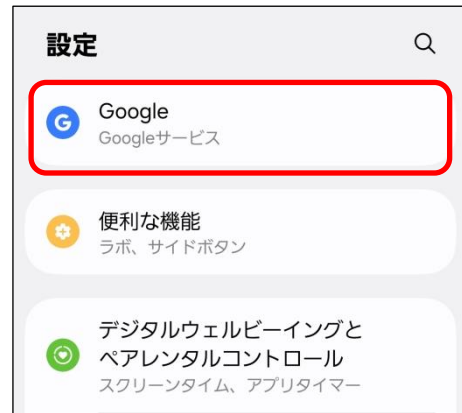 設定
Google
Googleサービス
便利な機能
ラボ、サイドボタン
デジタルウェルビーイングと
ペアレンタルコントロール
スクリーンタイム、アプリタイマー